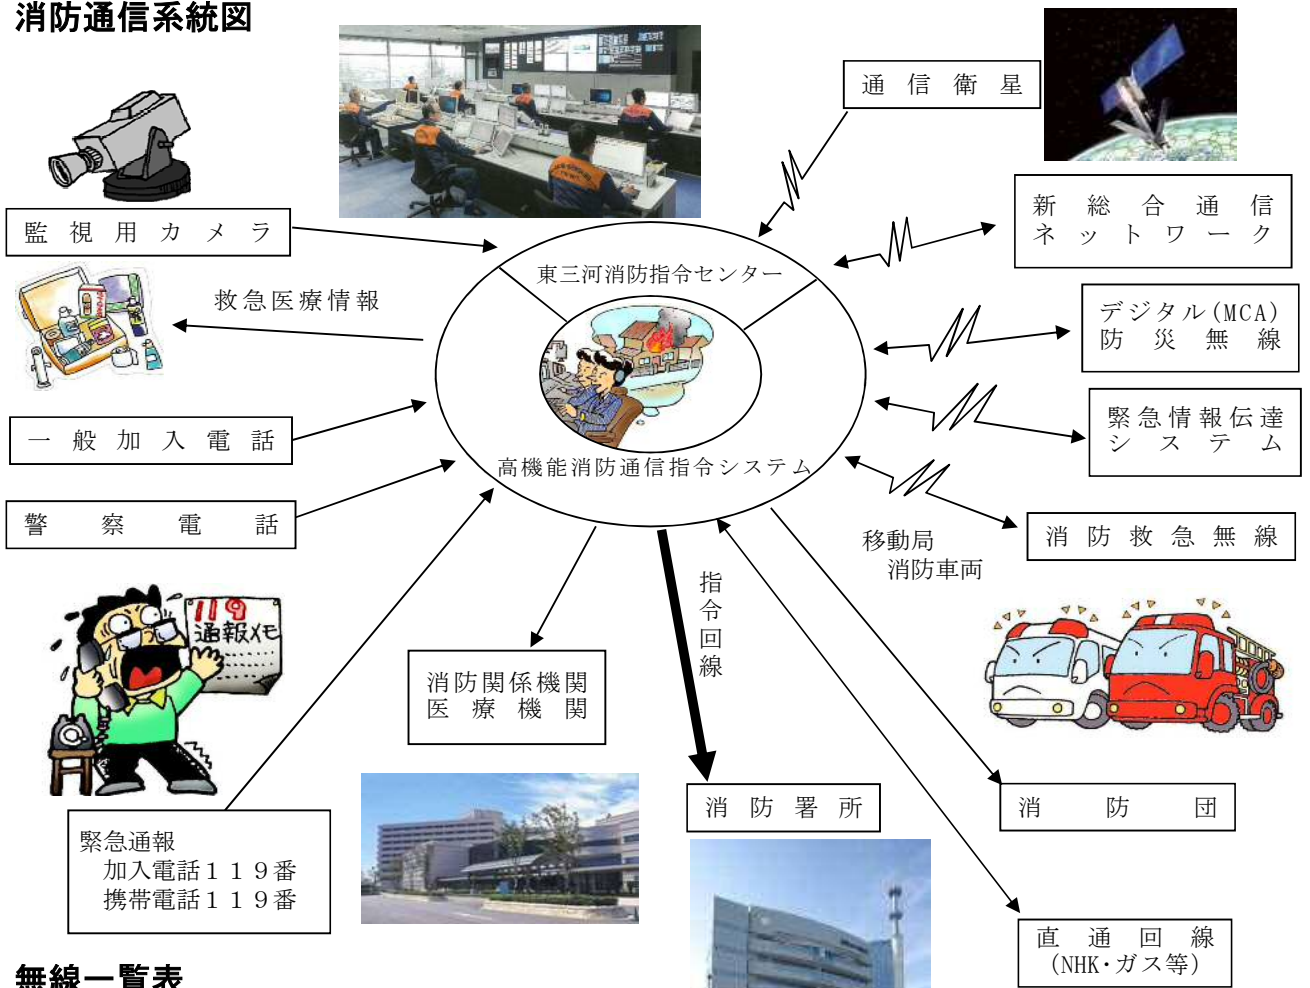 消防通信系統図
通信衛星
監視用カメラ
新総合通信
ネットワーク
東三河消防指令センター
救急医療情報
デジタル(MCA)
防災無線
一般加入電話
緊急情報伝達
システム
高機能消防通信指令システム
警察電話
消防救急無線
移動局
消防車両
指令回線
119
通報メモ
消防関係機関
医療機関
消防署所
消防団
緊急通報
加入電話119番
携帯電話119番
直通回線
(NHK・ガス等)
無線一覧表